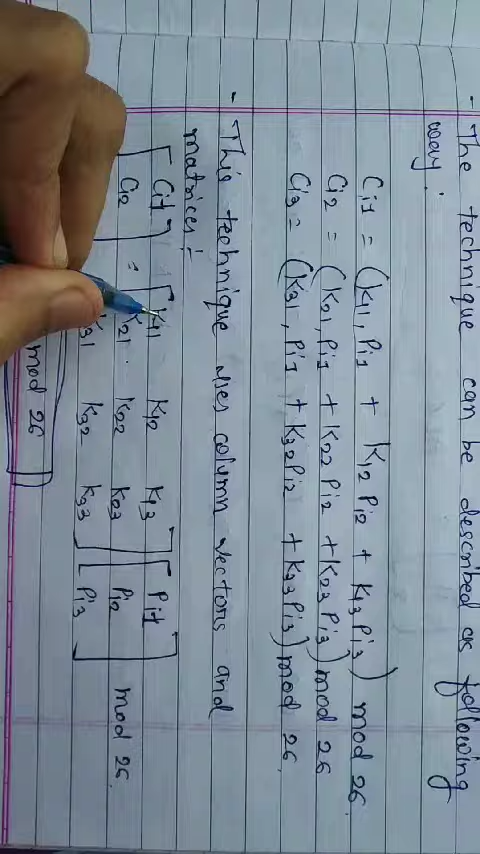 - The technique can be described as following
way:
Ci1 = (K11, Pi1 + K12 Pi2 + K13 Pi3) mod 26.
Ci2 = (K21, Pi1 + K22 Pi2 + K23 Pi3) mod 26
Ci3 = (K31, Pi1 + K32 Pi2 + K33 Pi3) mod 26.
- This technique uses column vectors and
matrices:
[Ci1] = [K11 K12 K13] [Pi1]
Ci2 = K21 K22 K23 Pi2 mod 26
K31 K32 K33 Pi3
mod 26